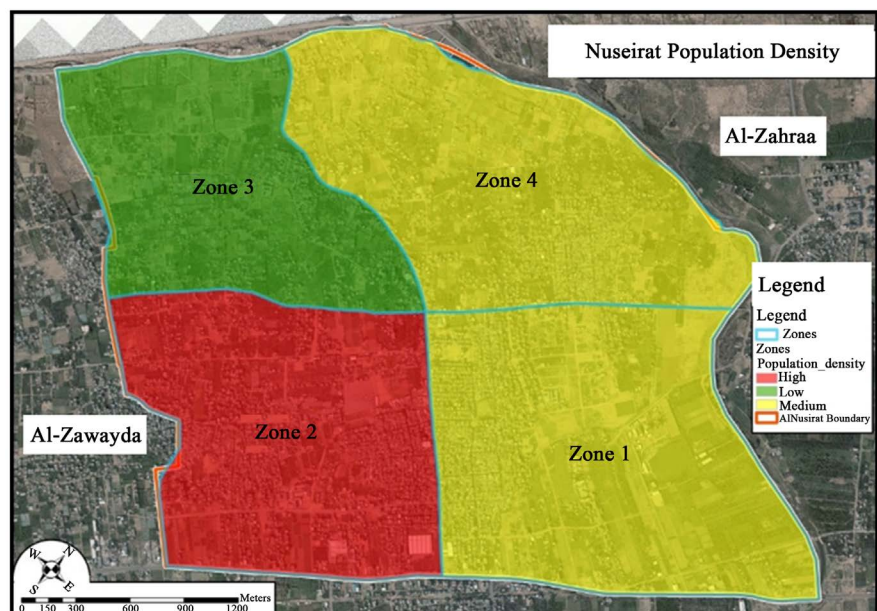 Nuseirat Population Density
Al-Zahraa
Zone 3
Zone 4
Legend
Legend
Zones
Zones
Population_density
High
Low
Medium
AlNusirat Boundary
Al-Zawayda
Zone 2
Zone 1
W N
S E
Meters
0 150 300 600 900 1200